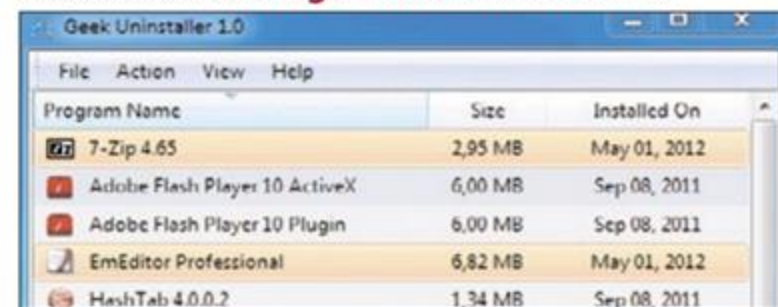 Geek Uninstaller 1.0
File Action View Help
Program Name Size Installed On
7-Zip 4.65 2,95 MB May 01, 2012
Adobe Flash Player 10 ActiveX 6,00 MB Sep 08, 2011
Adobe Flash Player 10 Plugin 6,00 MB Sep 08, 2011
EmEditor Professional 6,82 MB May 01, 2012
HashTab 4.0.0.2 1,34 MB Sep 08, 2011